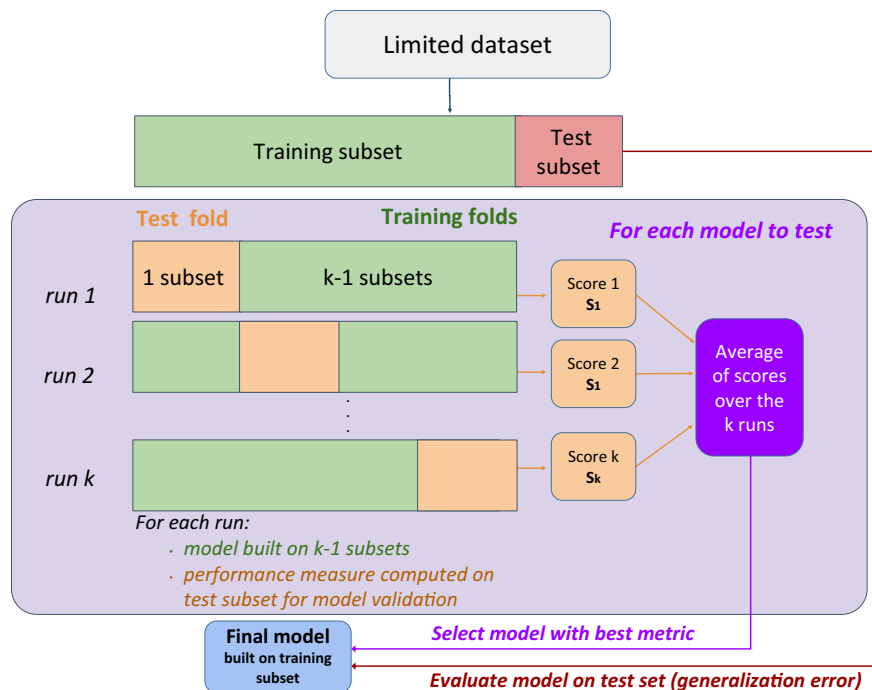 Limited dataset
Training subset
Test
subset
Test fold
Training folds
For each model to test
run 1
1 subset
k-1 subsets
Score 1
S1
run 2
Score 2
S1
Average
of scores
over the
k runs
.
.
.
run k
Score k
Sk
For each run:
· model built on k-1 subsets
· performance measure computed on
test subset for model validation
Final model
built on training
subset
Select model with best metric
Evaluate model on test set (generalization error)